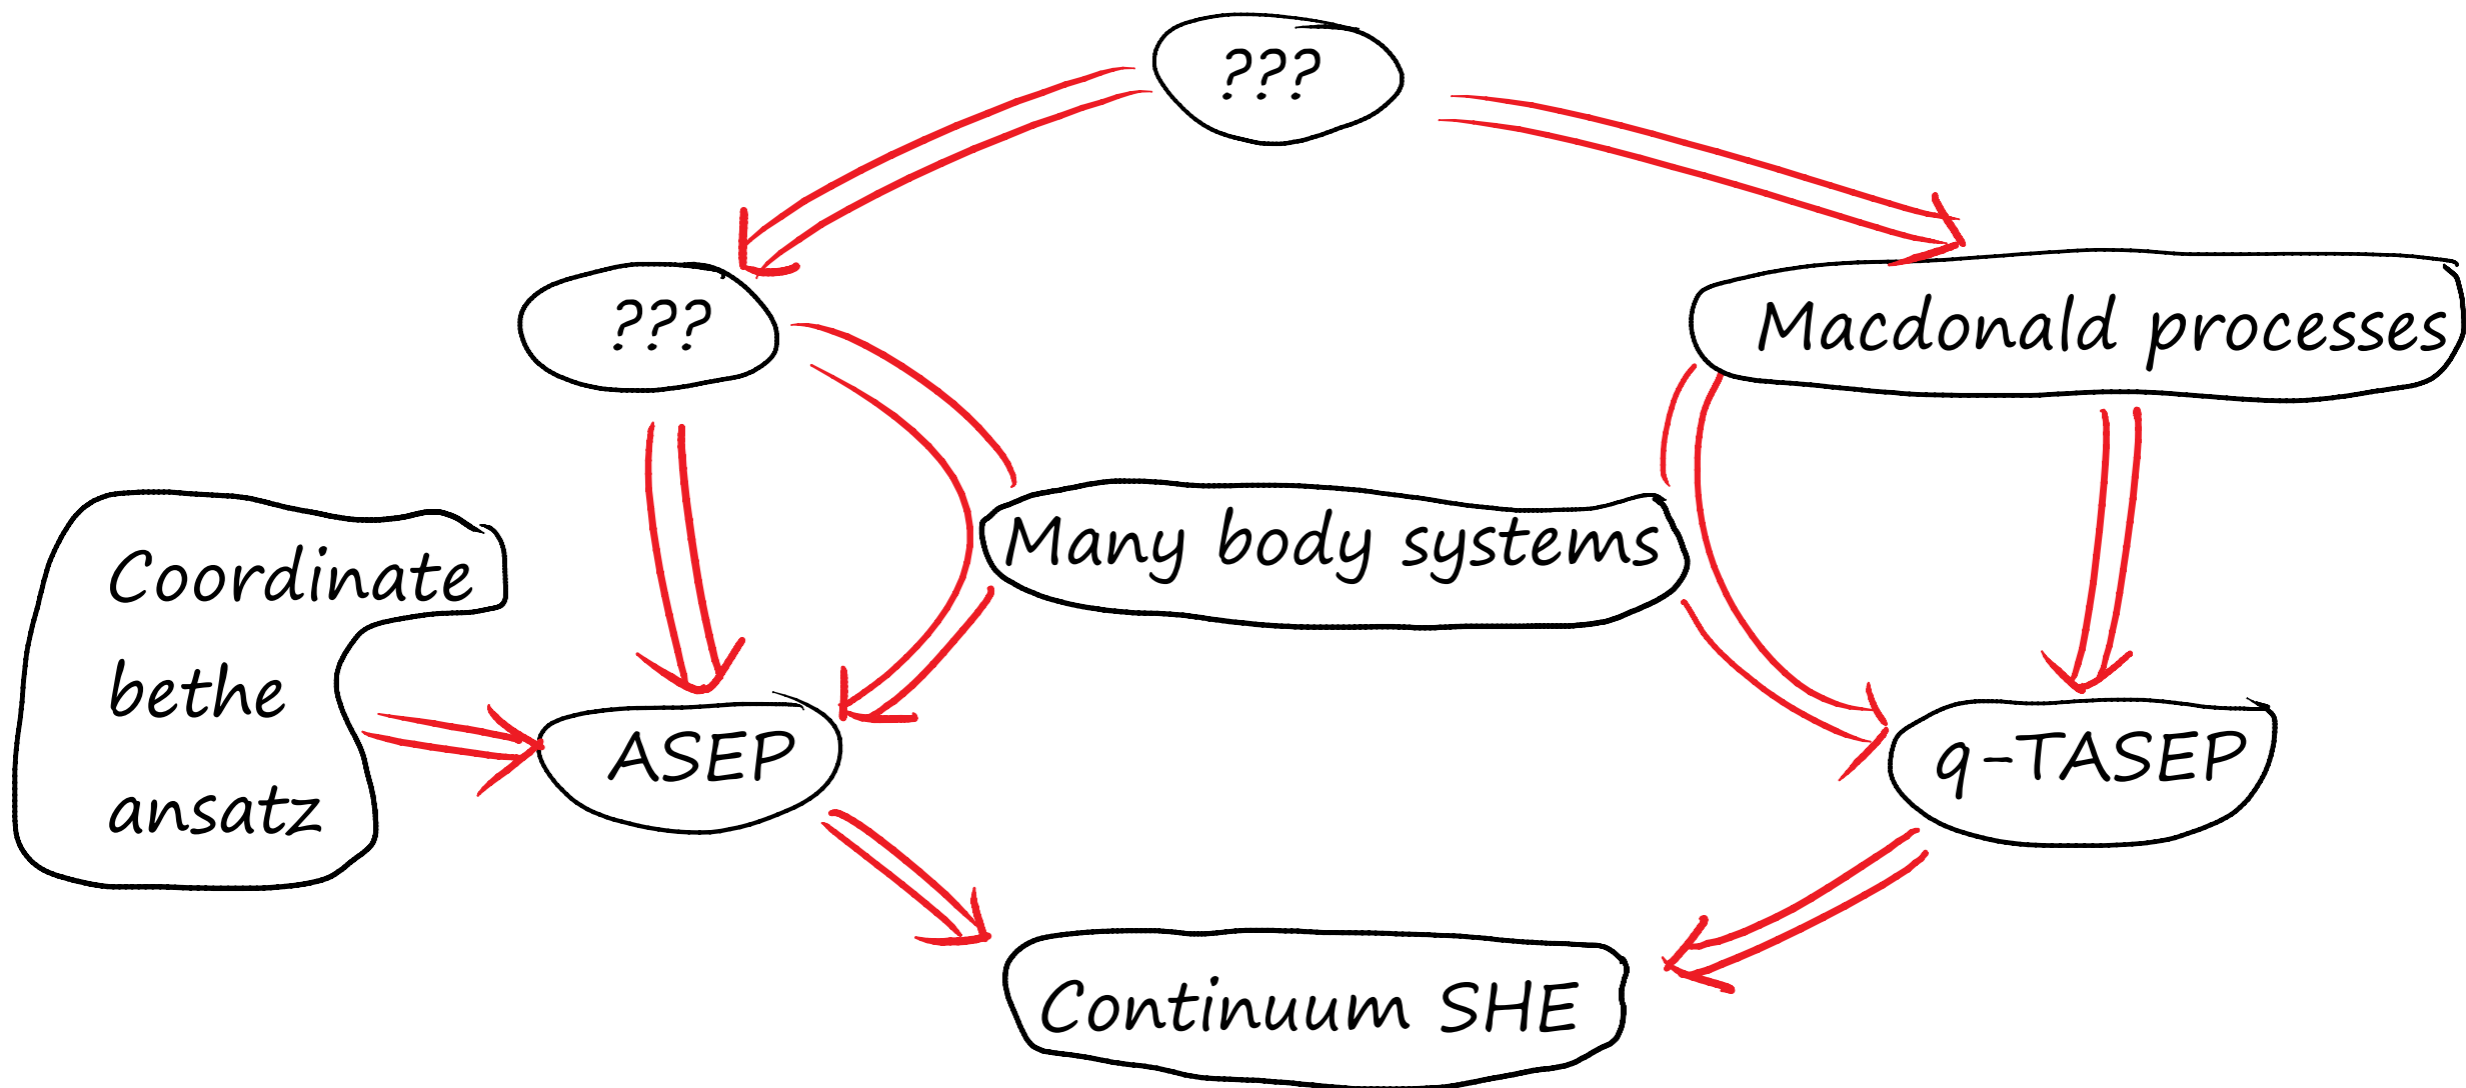 ???
???
Macdonald processes
Many body systems
Coordinate
bethe
ansatz
ASEP
q-TASEP
Continuum SHE